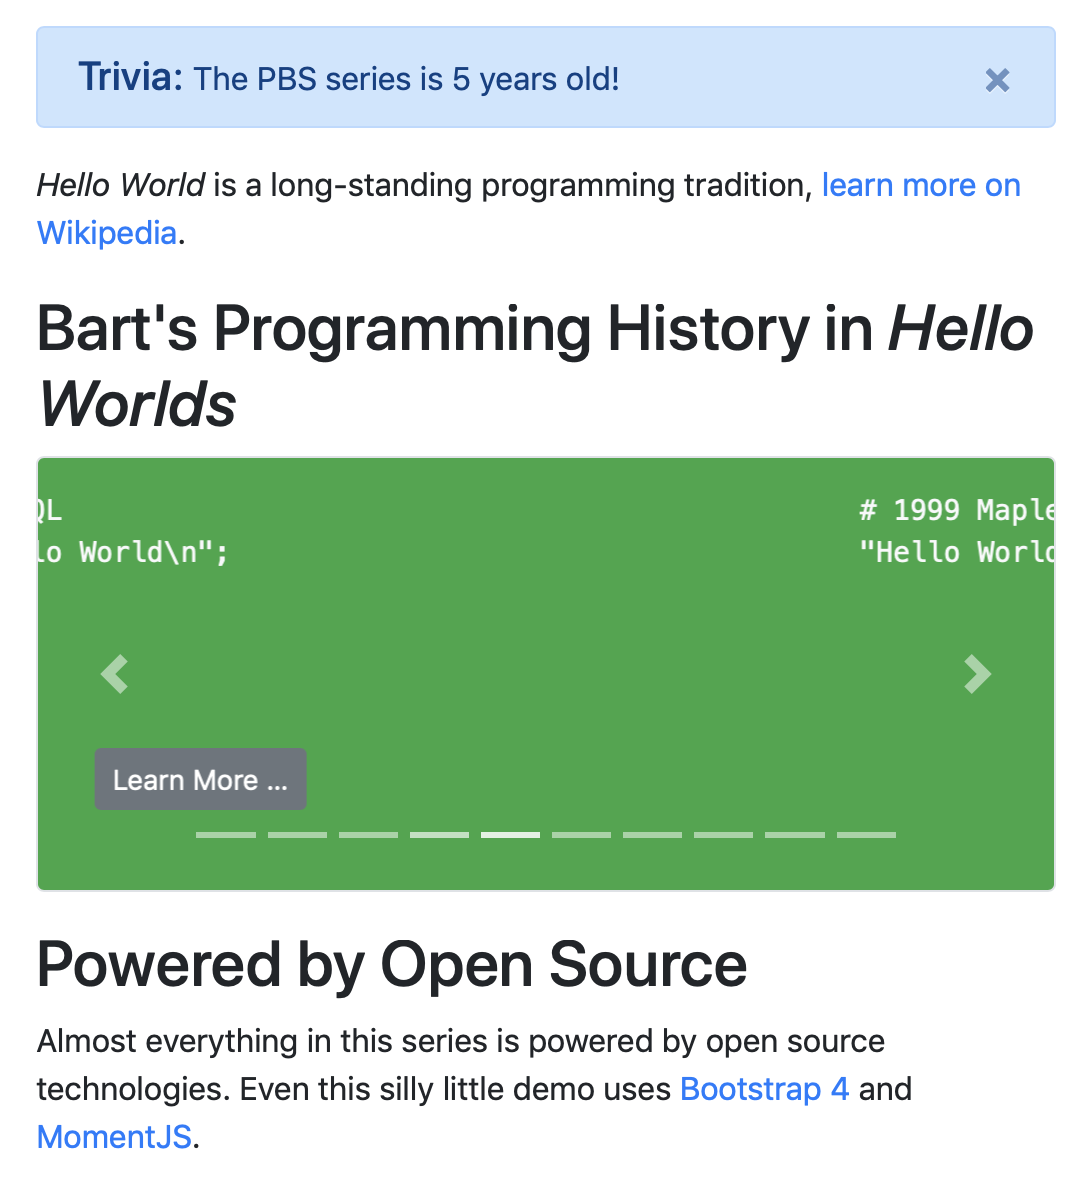 Trivia: The PBS series is 5 years old! ×
Hello World is a long-standing programming tradition, learn more on
Wikipedia.
Bart's Programming History in Hello
Worlds
QL # 1999 Maple
lo World\n"; "Hello World
Learn More ...
Powered by Open Source
Almost everything in this series is powered by open source
technologies. Even this silly little demo uses Bootstrap 4 and
MomentJS.